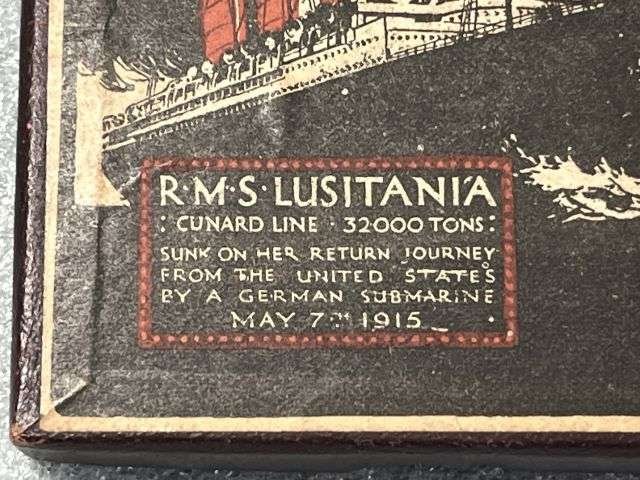 R·M·S· LUSITANIA
: CUNARD LINE · 32000 TONS :
SUNK ON HER RETURN JOURNEY
FROM THE UNITED STATES
BY A GERMAN SUBMARINE
MAY 7TH 1915